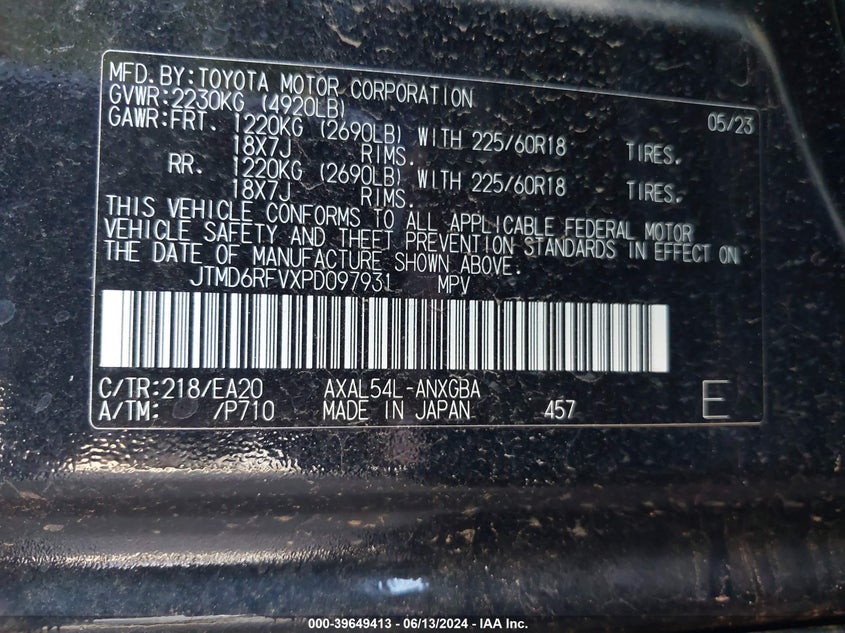 MFD.BY:TOYOTA MOTOR CORPORATION 05/23
GVWR:2230KG (4920LB)
GAWR:FRT. 1220KG (2690LB) WITH 225/60R18 TIRES.
18X7J RIMS.
RR. 1220KG (2690LB) WITH 225/60R18 TIRES.
18X7J RIMS.
THIS VEHICLE CONFORMS TO ALL APPLICABLE FEDERAL MOTOR
VEHICLE SAFETY AND THEFT PREVENTION STANDARDS IN EFFECT ON
THE DATE OF MANUFACTURE SHOWN ABOVE.
JTMD6RFVXPD097931 MPV
C/TR:218/EA20 AXAL54L-ANXGBA
A/TM: /P710 MADE IN JAPAN 457 E
000-39649413 - 06/13/2024 - IAA Inc.